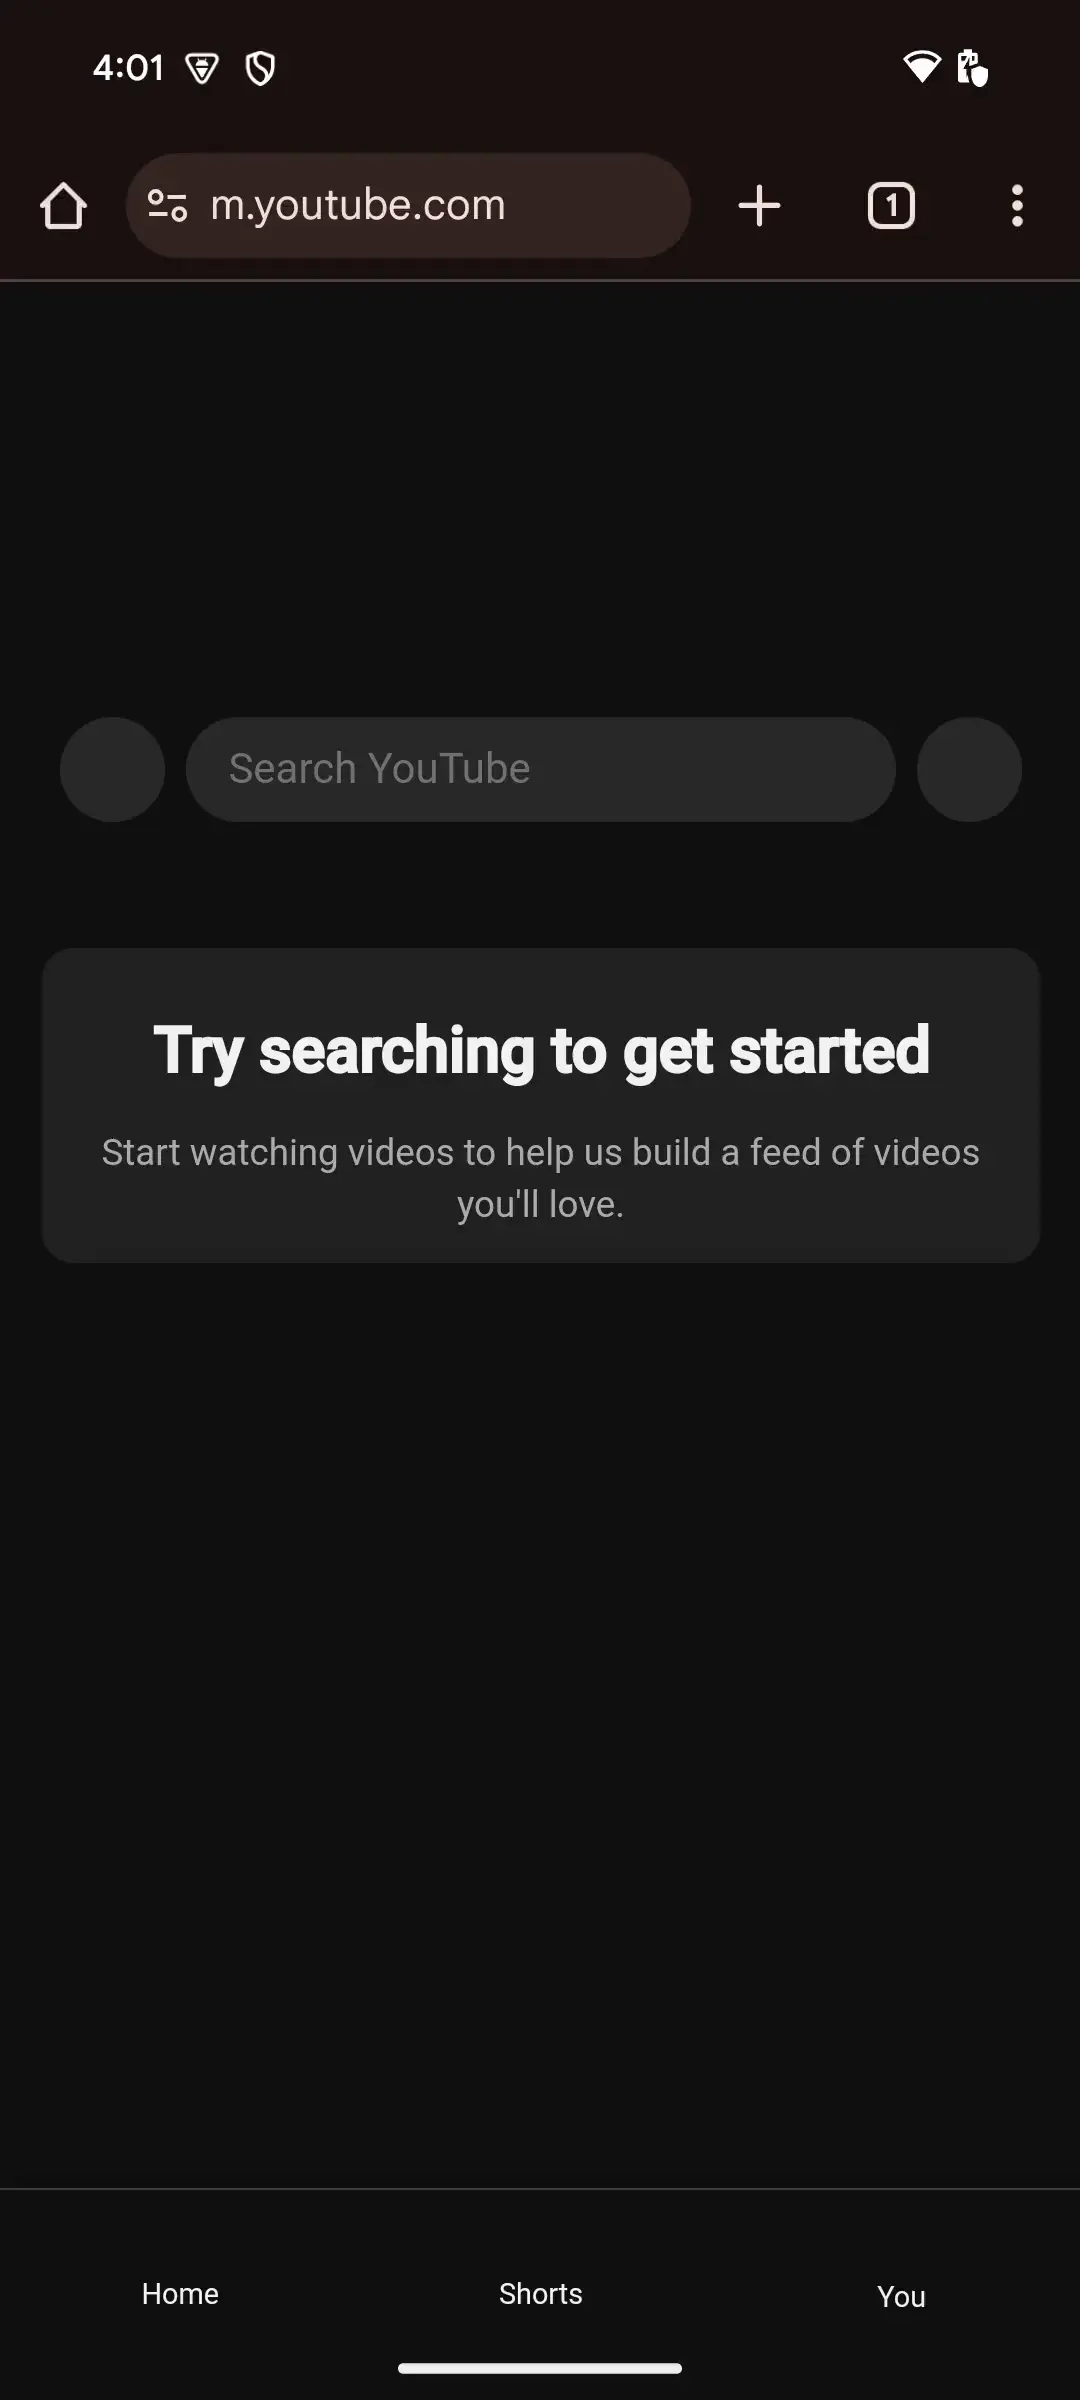 4:01
m.youtube.com
1
Search YouTube
Try searching to get started
Start watching videos to help us build a feed of videos
you'll love.
Home
Shorts
You